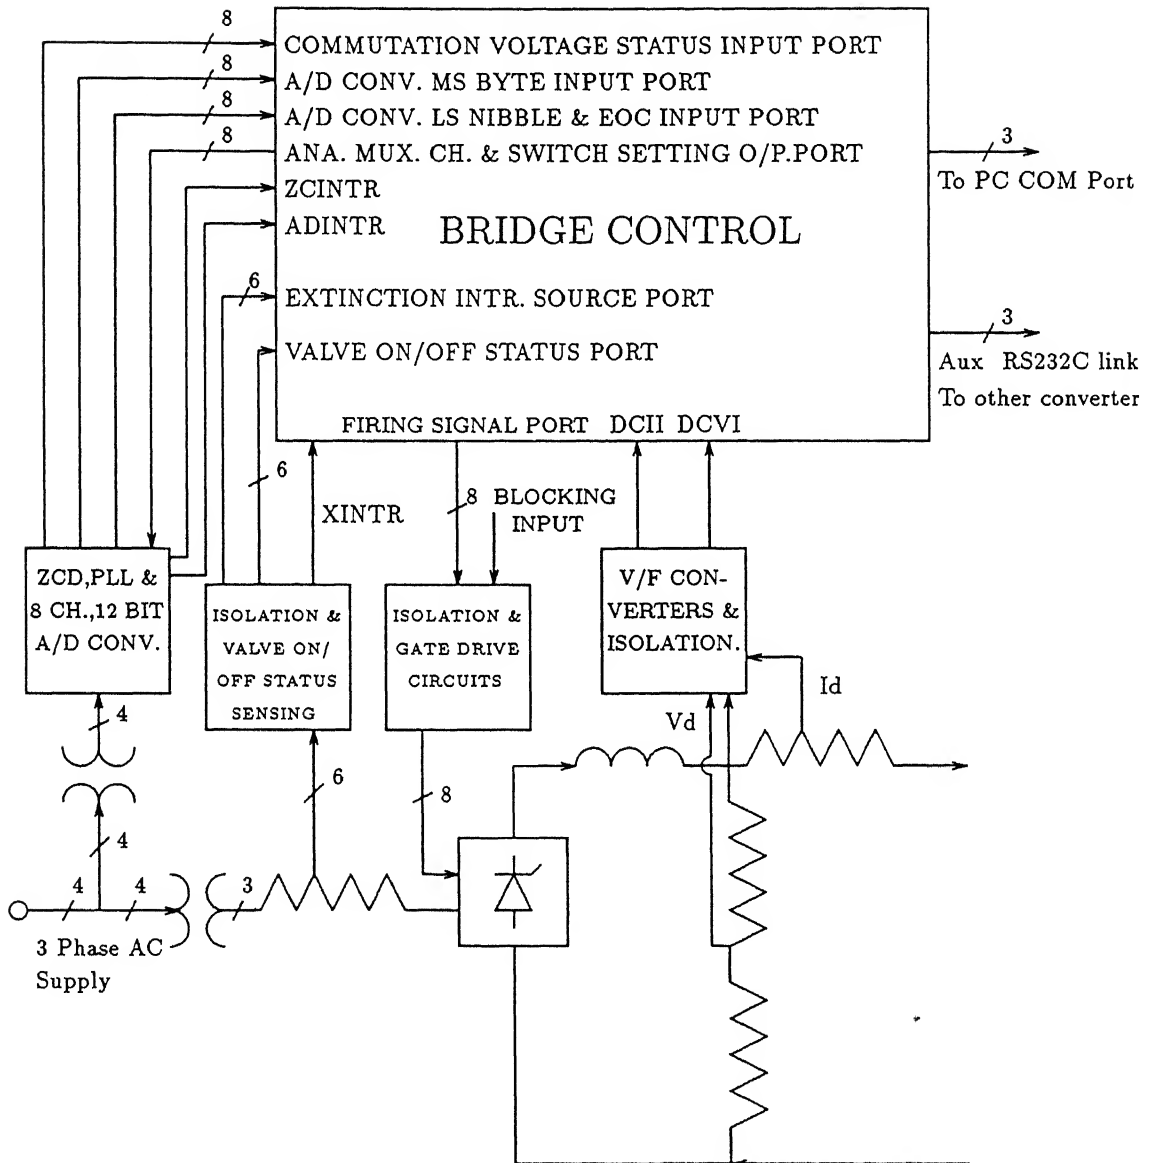 8
COMMUTATION VOLTAGE STATUS INPUT PORT
8
A/D CONV. MS BYTE INPUT PORT
8
A/D CONV. LS NIBBLE & EOC INPUT PORT
8
ANA. MUX. CH. & SWITCH SETTING O/P.PORT
3
To PC COM Port
ZCINTR
ADINTR
BRIDGE CONTROL
6
EXTINCTION INTR. SOURCE PORT
3
VALVE ON/OFF STATUS PORT
Aux RS232C link
To other converter
FIRING SIGNAL PORT DCII DCVI
6
XINTR
8
BLOCKING
INPUT
ZCD,PLL &
8 CH.,12 BIT
A/D CONV.
ISOLATION &
VALVE ON/
OFF STATUS
SENSING
ISOLATION &
GATE DRIVE
CIRCUITS
V/F CON-
VERTERS &
ISOLATION.
Id
Vd
4
6
8
4
4
4
3
3 Phase AC
Supply